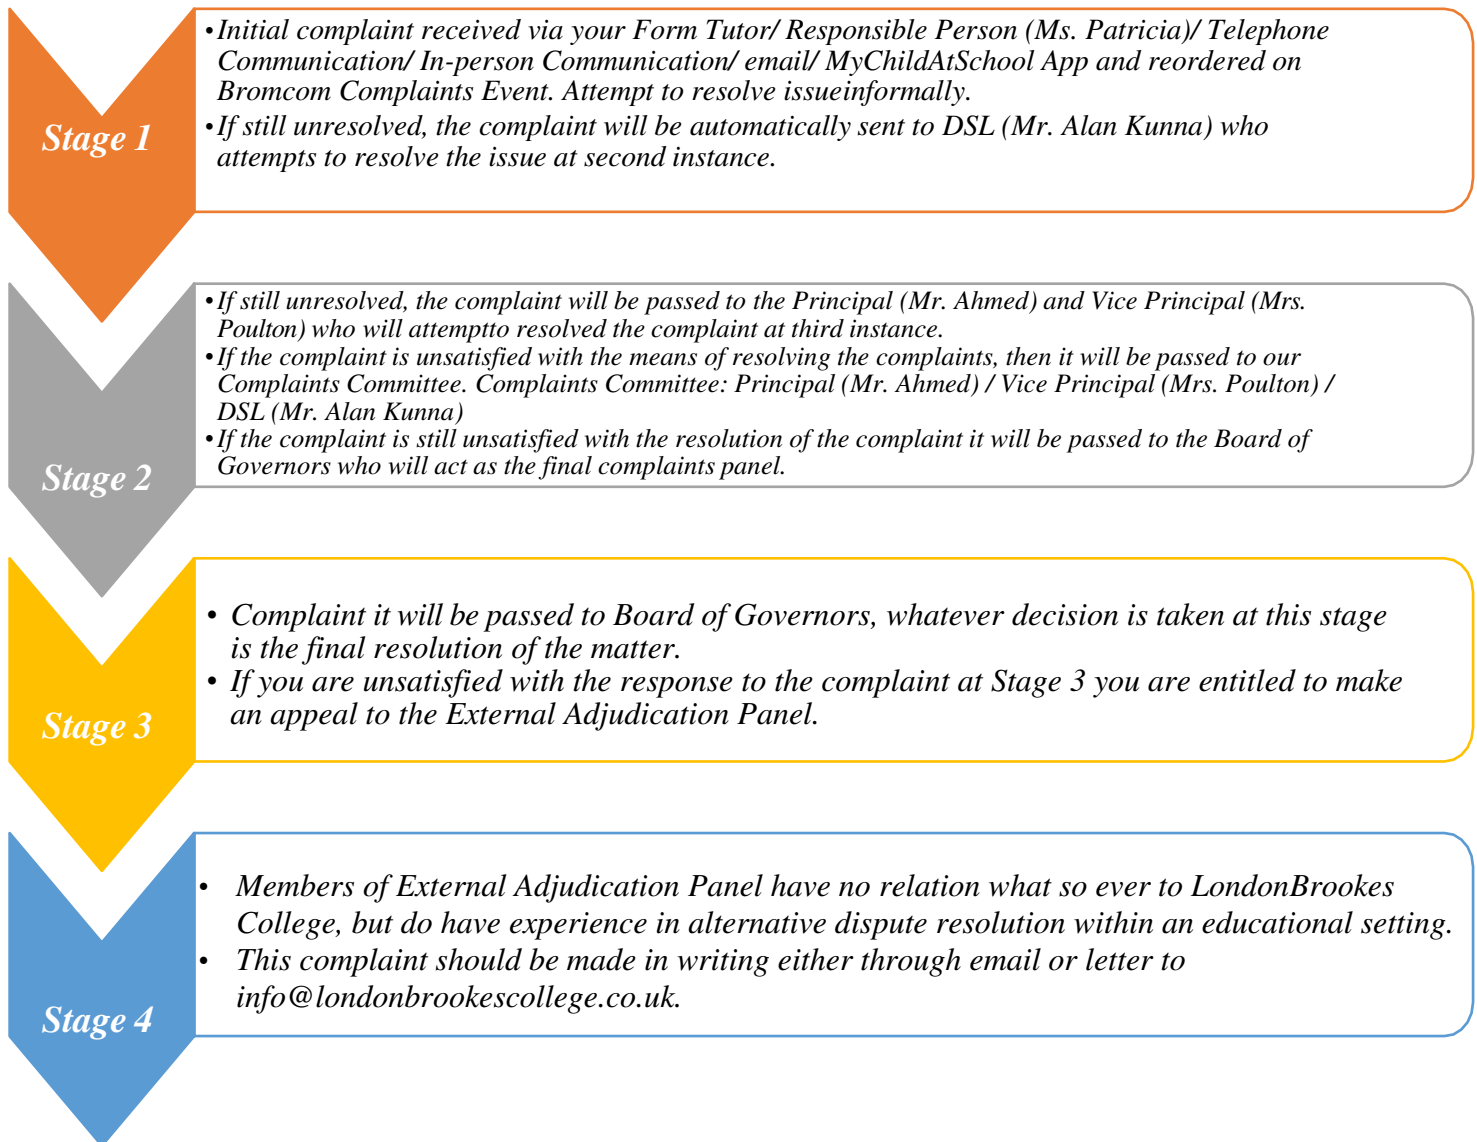 •Initial complaint received via your Form Tutor/ Responsible Person (Ms. Patricia)/ Telephone
Communication/ In-person Communication/ email/ MyChildAtSchool App and reordered on
Bromcom Complaints Event. Attempt to resolve issueinformally.
•If still unresolved, the complaint will be automatically sent to DSL (Mr. Alan Kunna) who
attempts to resolve the issue at second instance.
Stage 1
•If still unresolved, the complaint will be passed to the Principal (Mr. Ahmed) and Vice Principal (Mrs.
Poulton) who will attemptto resolved the complaint at third instance.
•If the complaint is unsatisfied with the means of resolving the complaints, then it will be passed to our
Complaints Committee. Complaints Committee: Principal (Mr. Ahmed) / Vice Principal (Mrs. Poulton) /
DSL (Mr. Alan Kunna)
•If the complaint is still unsatisfied with the resolution of the complaint it will be passed to the Board of
Governors who will act as the final complaints panel.
Stage 2
• Complaint it will be passed to Board of Governors, whatever decision is taken at this stage
is the final resolution of the matter.
• If you are unsatisfied with the response to the complaint at Stage 3 you are entitled to make
an appeal to the External Adjudication Panel.
Stage 3
• Members of External Adjudication Panel have no relation what so ever to LondonBrookes
College, but do have experience in alternative dispute resolution within an educational setting.
• This complaint should be made in writing either through email or letter to
info@londonbrookescollege.co.uk.
Stage 4